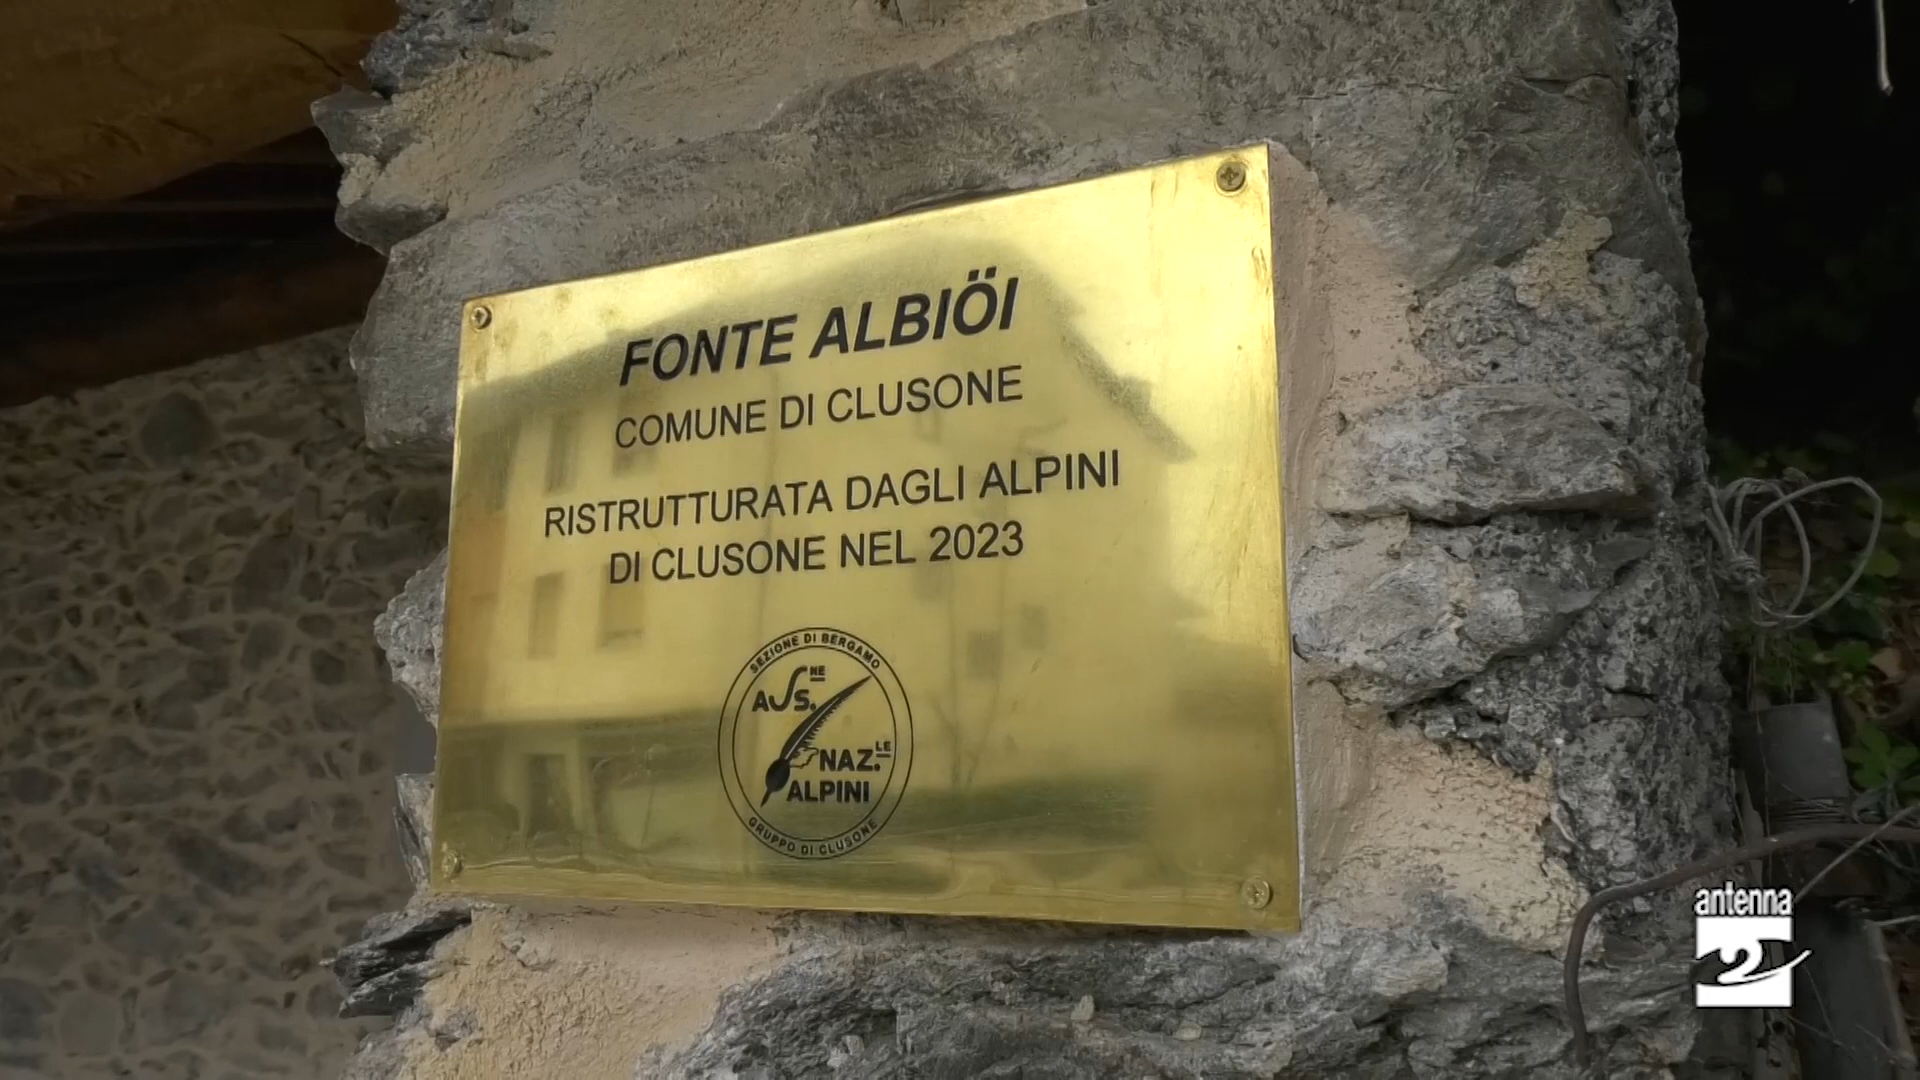 FONTE ALBIÖI
COMUNE DI CLUSONE
RISTRUTTURATA DAGLI ALPINI
DI CLUSONE NEL 2023
SEZIONE DI BERGAMO
ASS.NE
NAZ.LE
ALPINI
GRUPPO DI CLUSONE
antenna
2